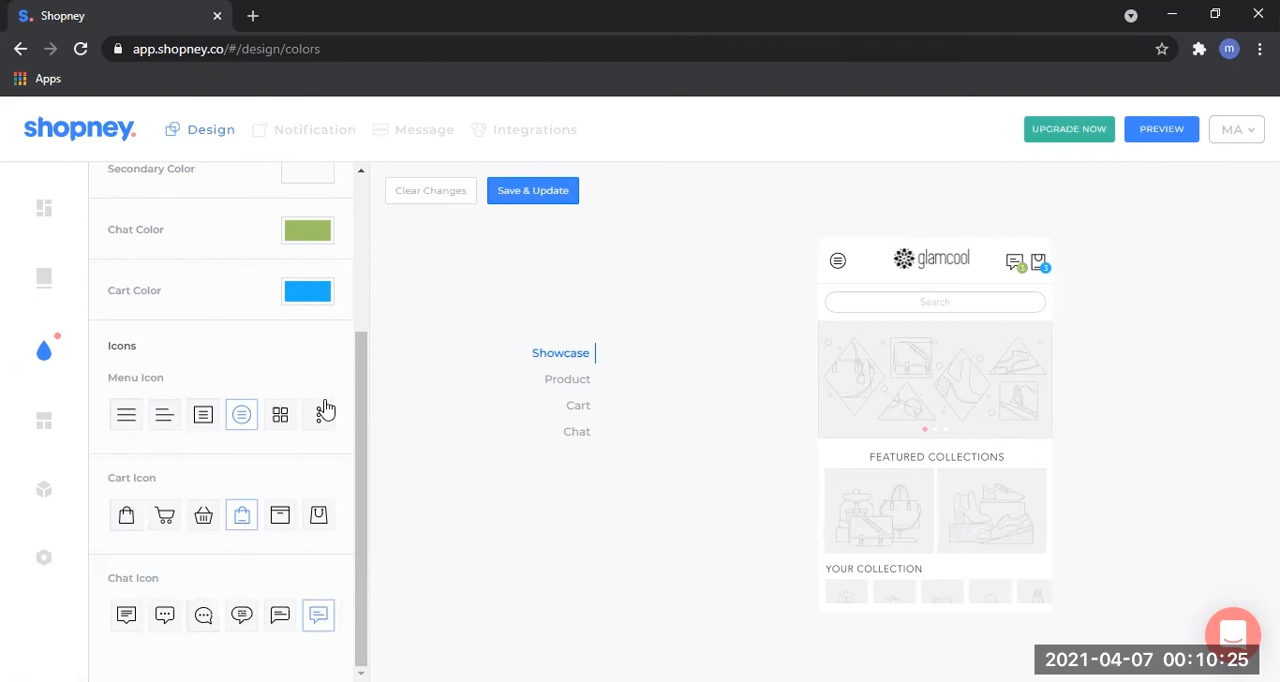 Shopney
app.shopney.co/#/design/colors
m
Apps
shopney.
Design
Notification
Message
Integrations
UPGRADE NOW
PREVIEW
MA
Secondary Color
Clear Changes
Save & Update
Chat Color
glamcool
3
3
Cart Color
Search
Icons
Showcase
Menu Icon
Product
Cart
Chat
FEATURED COLLECTIONS
Cart Icon
YOUR COLLECTION
Chat Icon
2021-04-07 00:10:25